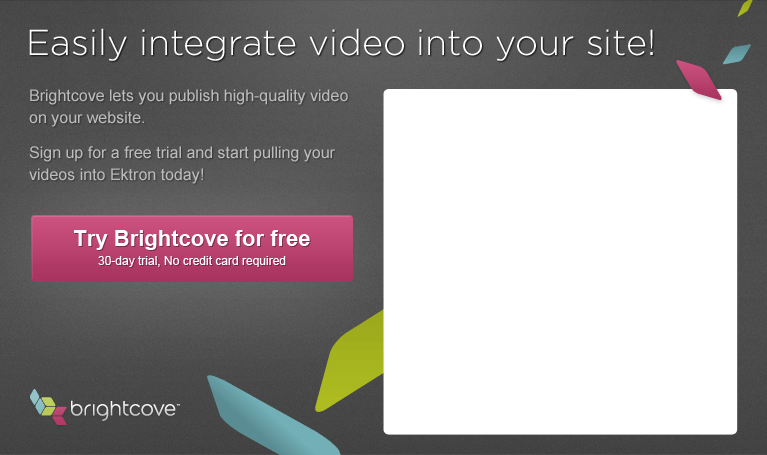 Easily integrate video into your site!
Brightcove lets you publish high-quality video
on your website.
Sign up for a free trial and start pulling your
videos into Ektron today!
Try Brightcove for free
30-day trial, No credit card required
brightcove™